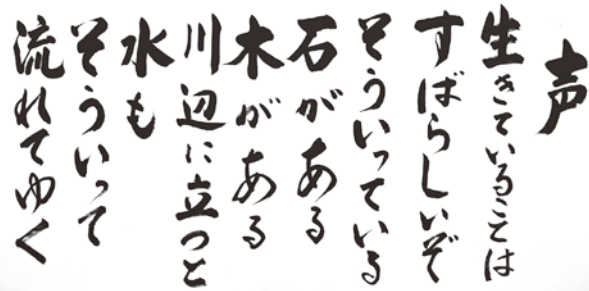 声
生きていることは
すばらしいぞ
そういっている
石がある
木がある
川辺に立つと
水も
そういって
流れてゆく